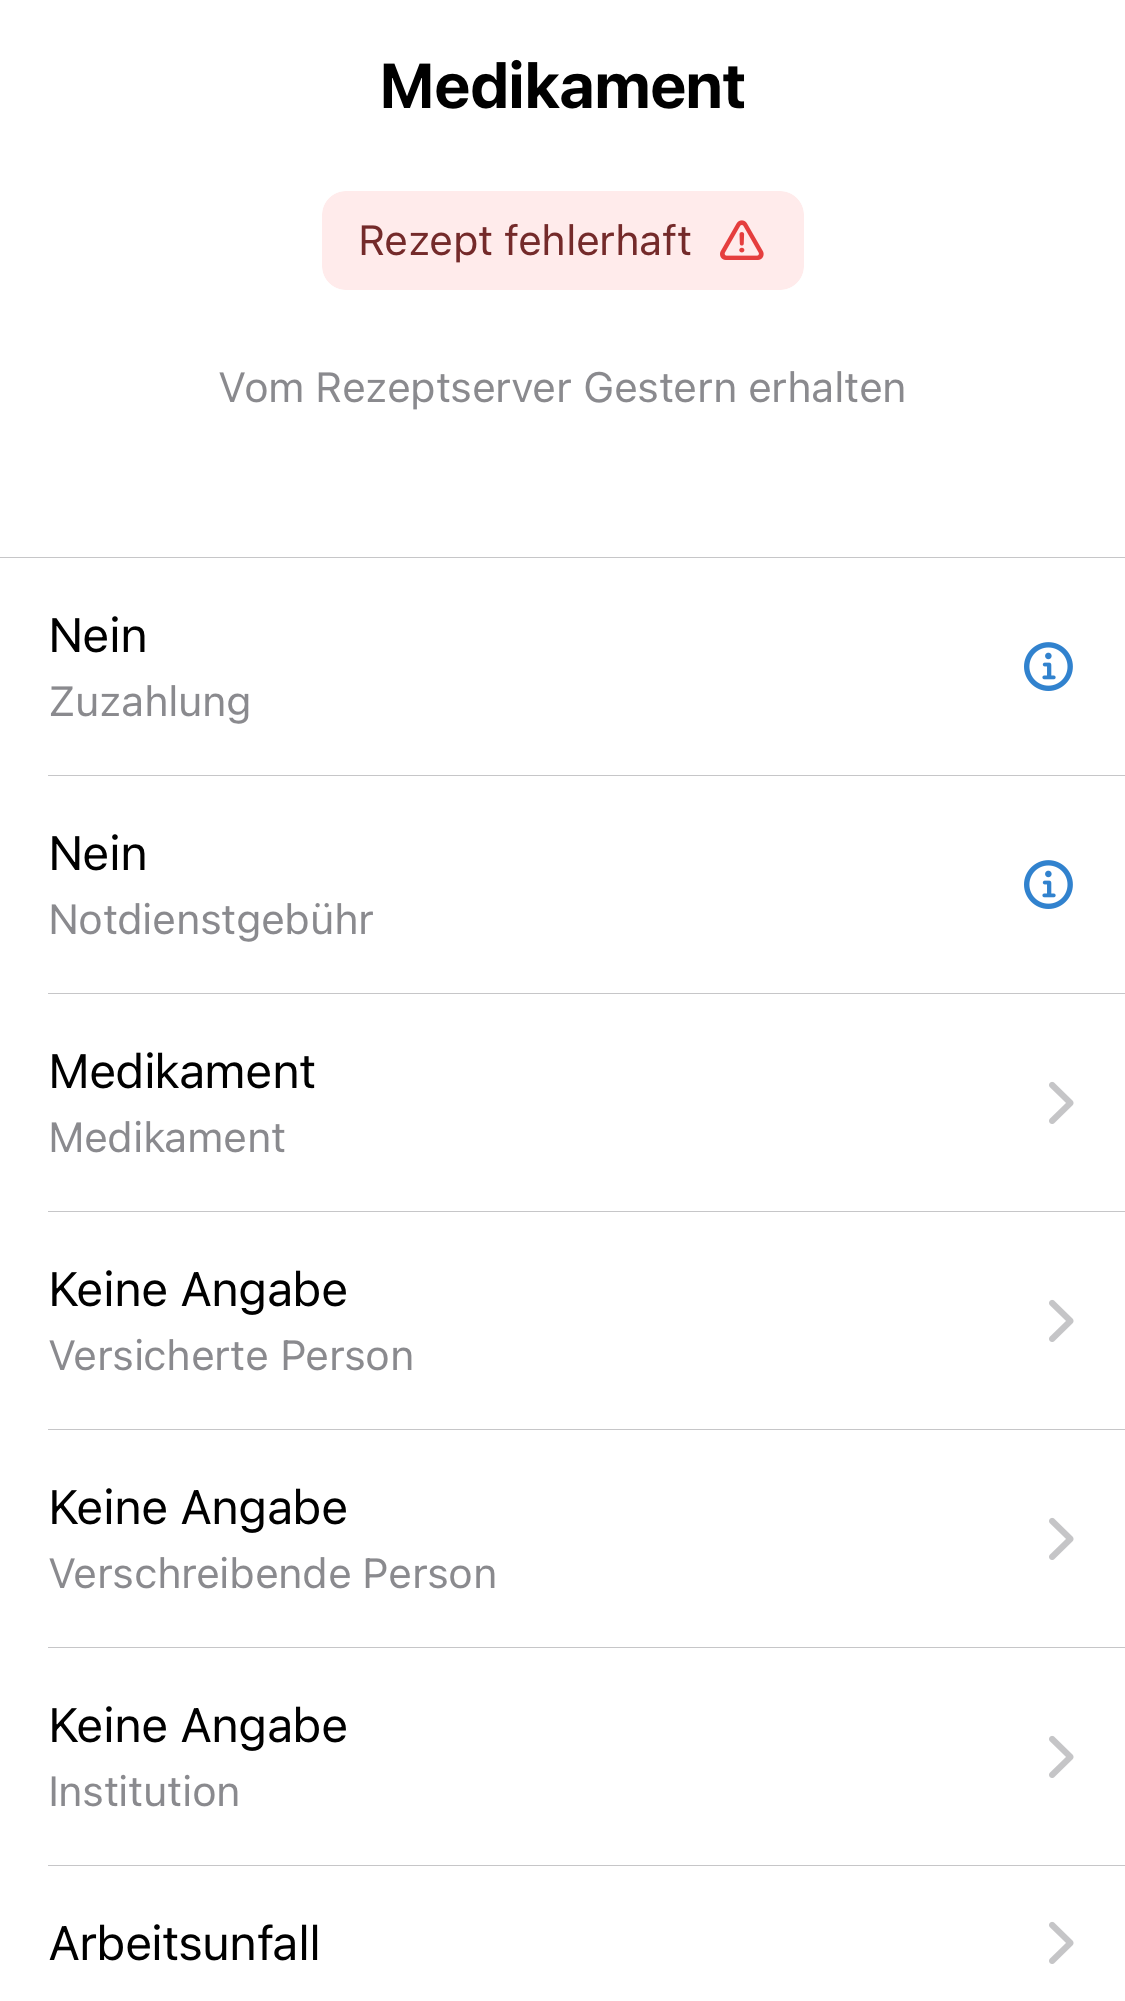 Medikament
Rezept fehlerhaft
Vom Rezeptserver Gestern erhalten
Nein
Zuzahlung
Nein
Notdienstgebühr
Medikament
Medikament
Keine Angabe
Versicherte Person
Keine Angabe
Verschreibende Person
Keine Angabe
Institution
Arbeitsunfall